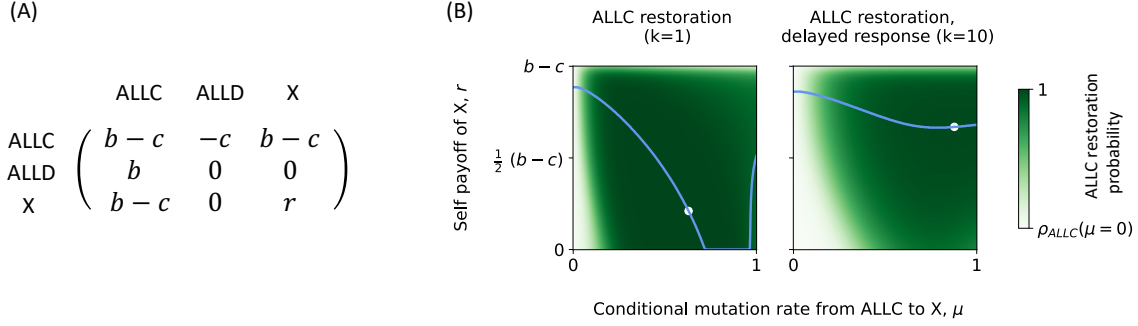 (A)
ALLC ALLD X
ALLC b − c −c b − c
ALLD b 0 0
X b − c 0 r
(B)
ALLC restoration
(k=1)
ALLC restoration,
delayed response (k=10)
Self payoff of X, r
b − c
1/2 (b − c)
0
0 1
0 1
Conditional mutation rate from ALLC to X, μ
1
ρALLC(μ = 0)
ALLC restoration
probability